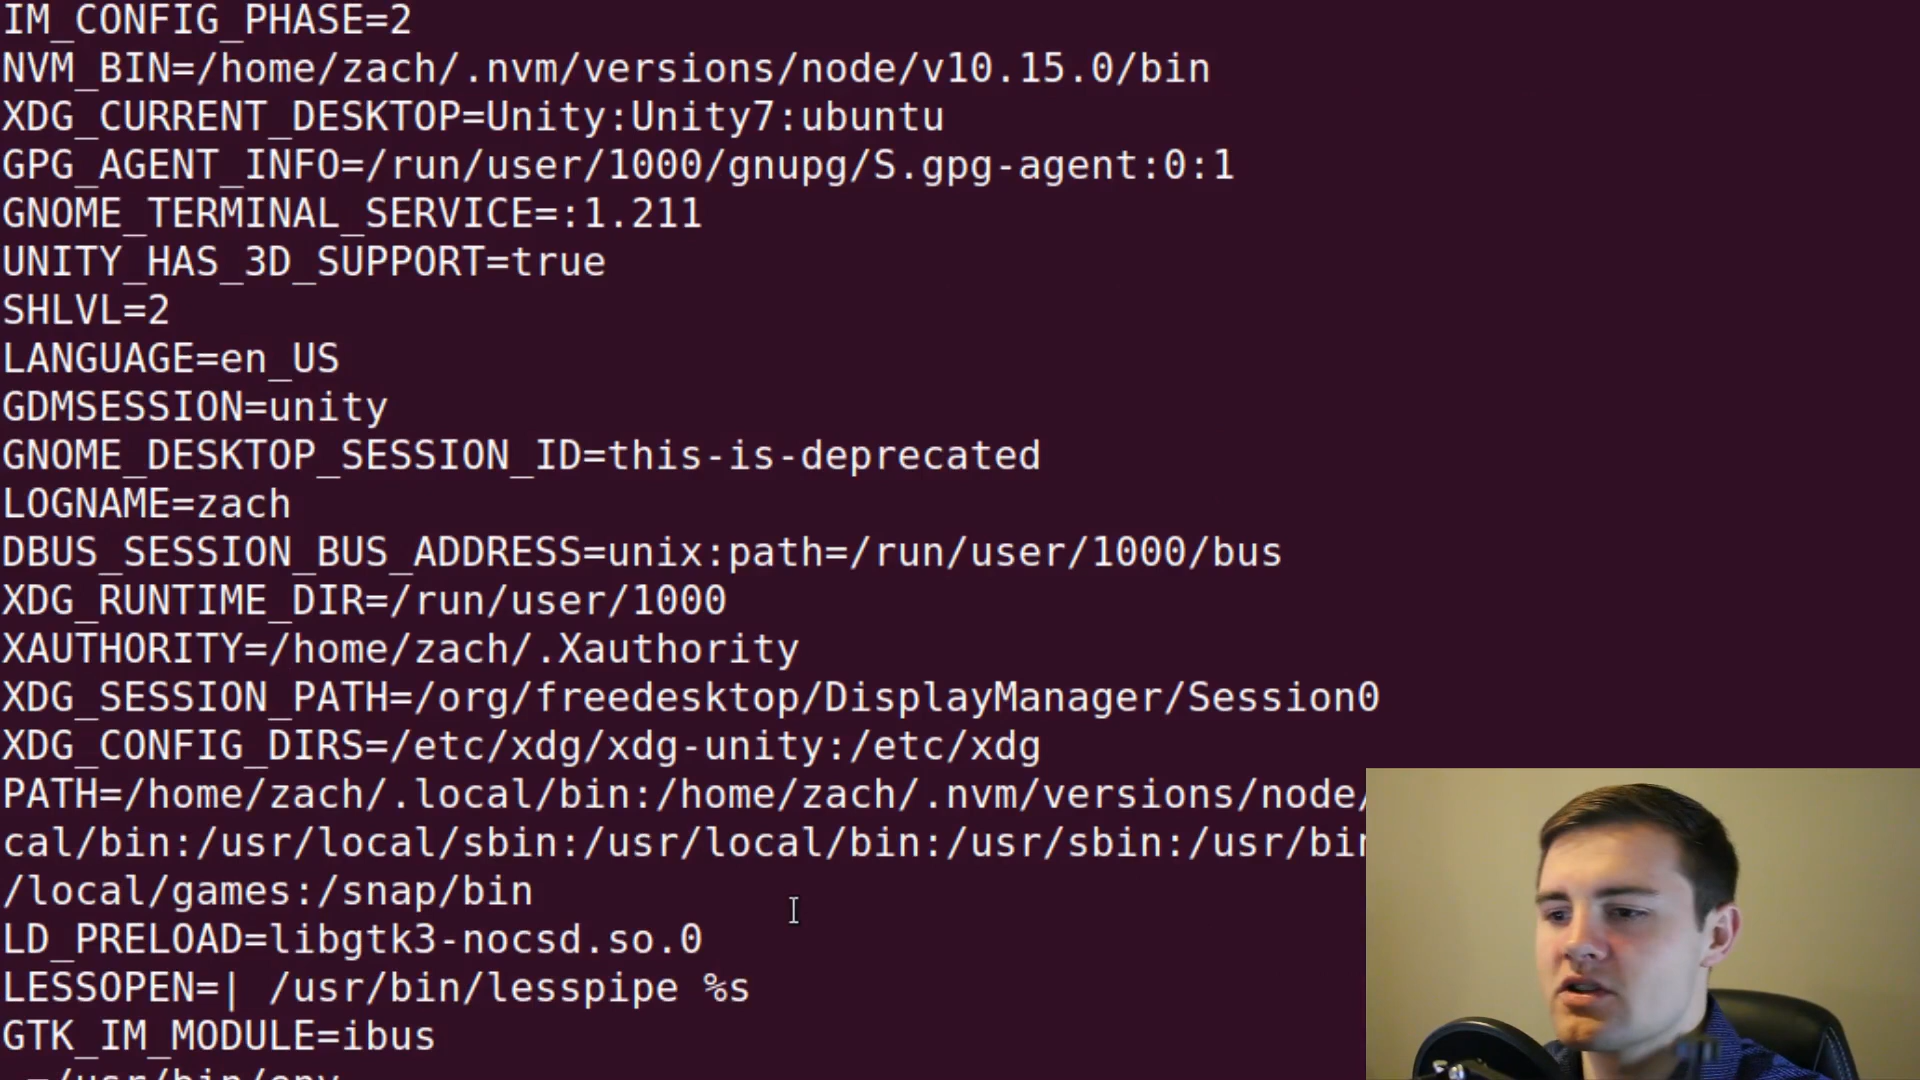 IM_CONFIG_PHASE=2
NVM_BIN=/home/zach/.nvm/versions/node/v10.15.0/bin
XDG_CURRENT_DESKTOP=Unity:Unity7:ubuntu
GPG_AGENT_INFO=/run/user/1000/gnupg/S.gpg-agent:0:1
GNOME_TERMINAL_SERVICE=:1.211
UNITY_HAS_3D_SUPPORT=true
SHLVL=2
LANGUAGE=en_US
GDMSESSION=unity
GNOME_DESKTOP_SESSION_ID=this-is-deprecated
LOGNAME=zach
DBUS_SESSION_BUS_ADDRESS=unix:path=/run/user/1000/bus
XDG_RUNTIME_DIR=/run/user/1000
XAUTHORITY=/home/zach/.Xauthority
XDG_SESSION_PATH=/org/freedesktop/DisplayManager/Session0
XDG_CONFIG_DIRS=/etc/xdg/xdg-unity:/etc/xdg
PATH=/home/zach/.local/bin:/home/zach/.nvm/versions/node/
cal/bin:/usr/local/sbin:/usr/local/bin:/usr/sbin:/usr/bin
/local/games:/snap/bin
LD_PRELOAD=libgtk3-nocsd.so.0
LESSOPEN=| /usr/bin/lesspipe %s
GTK_IM_MODULE=ibus
_=/usr/bin/env